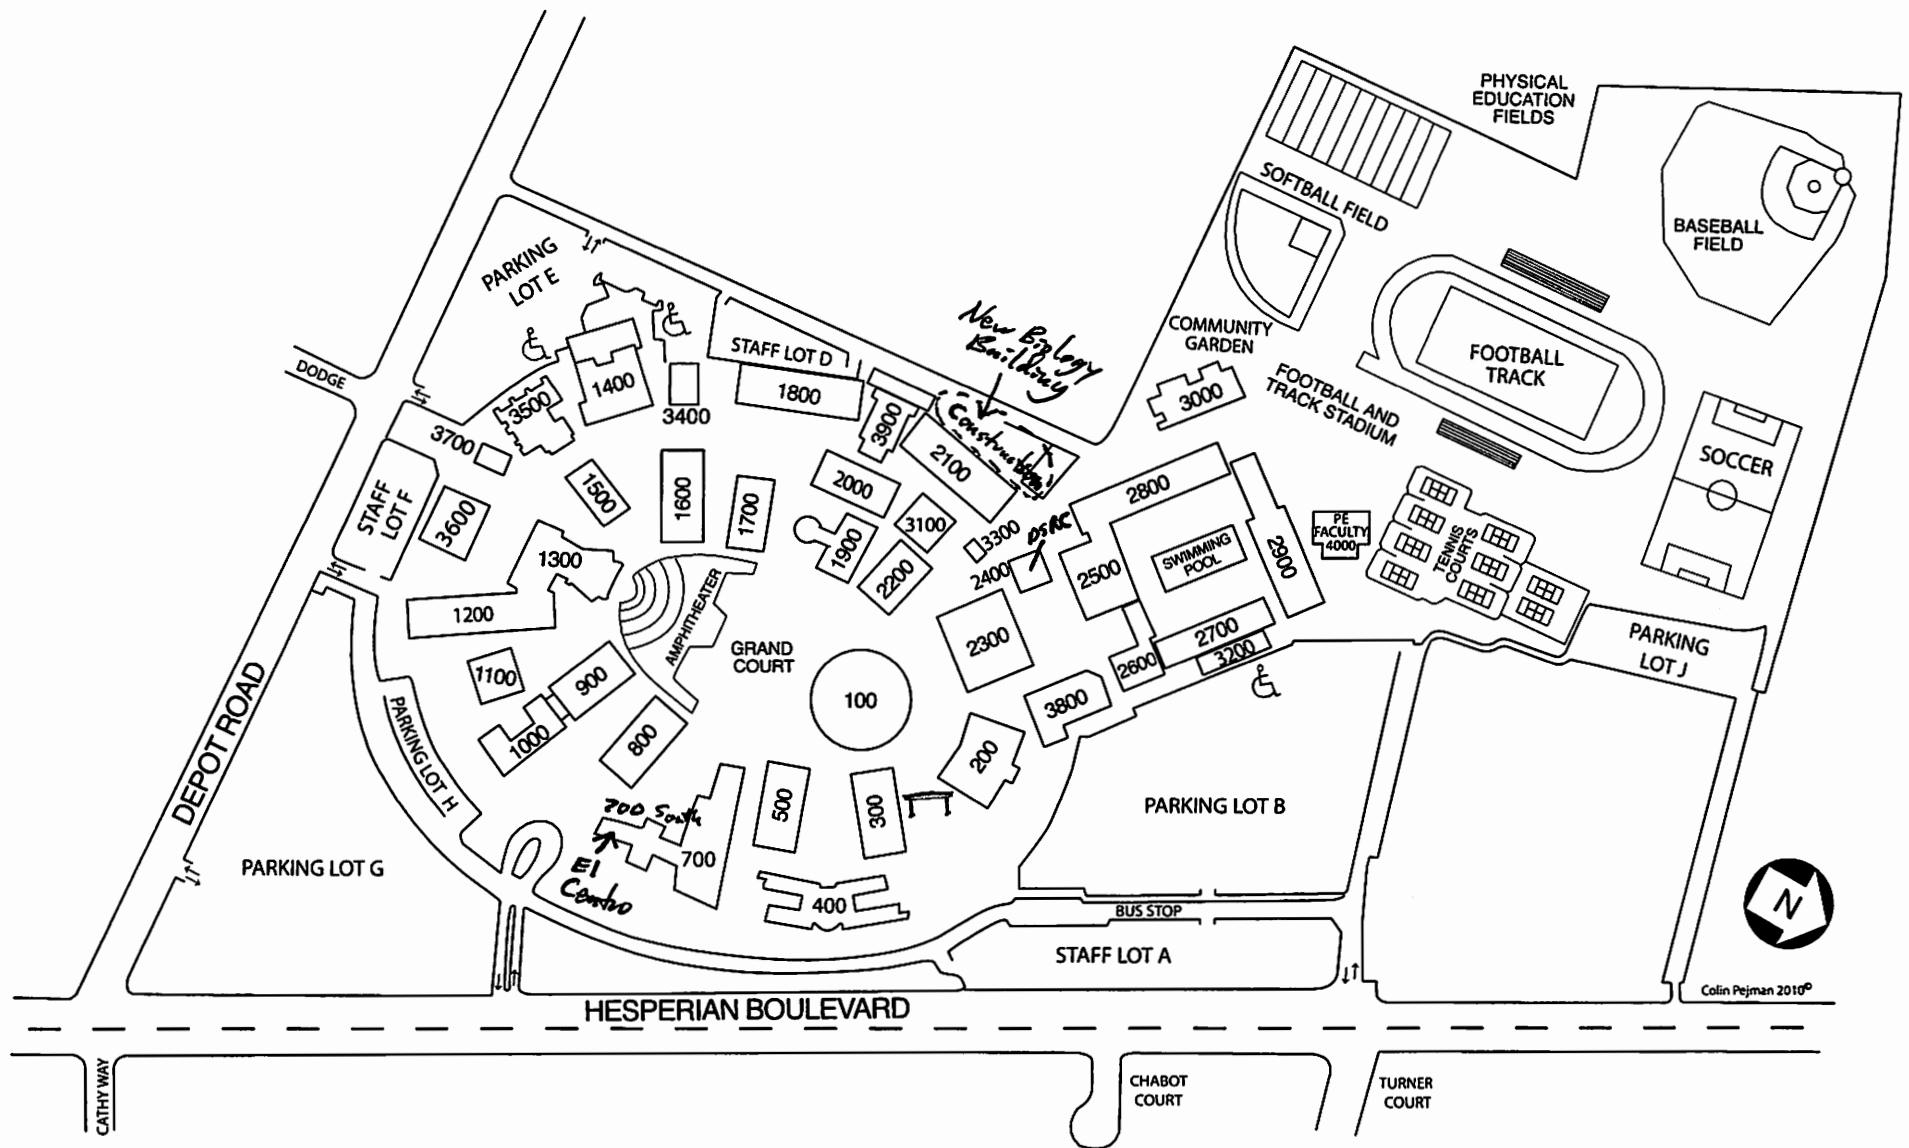 PHYSICAL
EDUCATION
FIELDS
SOFTBALL FIELD
BASEBALL
FIELD
PARKING
LOT E
New Biology
Building
COMMUNITY
GARDEN
STAFF LOT D
FOOTBALL
TRACK
DODGE
1400
3400
1800
3000
FOOTBALL AND
TRACK STADIUM
3500
3900
Construction
3700
2100
SOCCER
1500
1600
1700
2000
2800
STAFF
LOT F
3600
1900
3100
3300
DSRC
PE
FACULTY
4000
TENNIS
COURTS
1300
2200
2400
2500
SWIMMING
POOL
2900
1200
AMPHITHEATER
GRAND
COURT
2300
2700
3200
2600
PARKING
LOT J
1100
900
1000
800
100
3800
200
DEPOT ROAD
PARKING LOT H
700 South
500
300
PARKING LOT B
PARKING LOT G
El
Centro
700
400
BUS STOP
STAFF LOT A
N
Colin Pejman 2010©
HESPERIAN BOULEVARD
CATHY WAY
CHABOT
COURT
TURNER
COURT